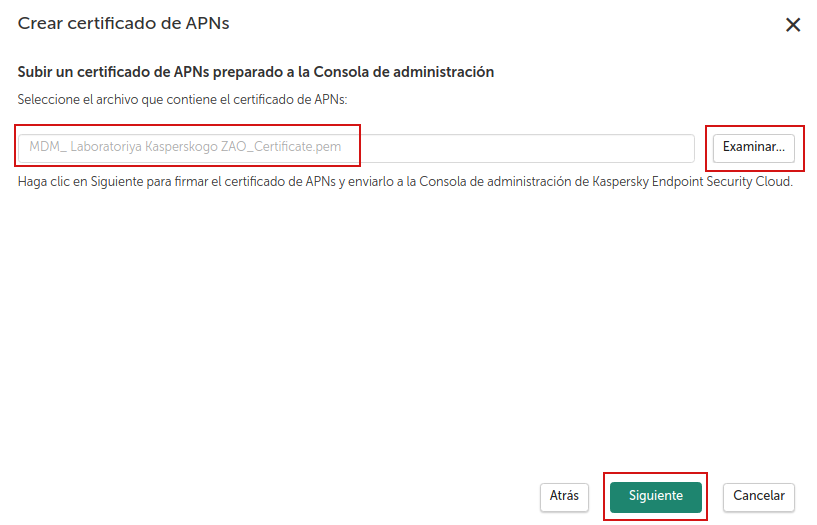 Crear certificado de APNs
Subir un certificado de APNs preparado a la Consola de administración
Seleccione el archivo que contiene el certificado de APNs:
MDM_ Laboratoriya Kasperskogo ZAO_Certificate.pem
Examinar...
Haga clic en Siguiente para firmar el certificado de APNs y enviarlo a la Consola de administración de Kaspersky Endpoint Security Cloud.
Atrás
Siguiente
Cancelar